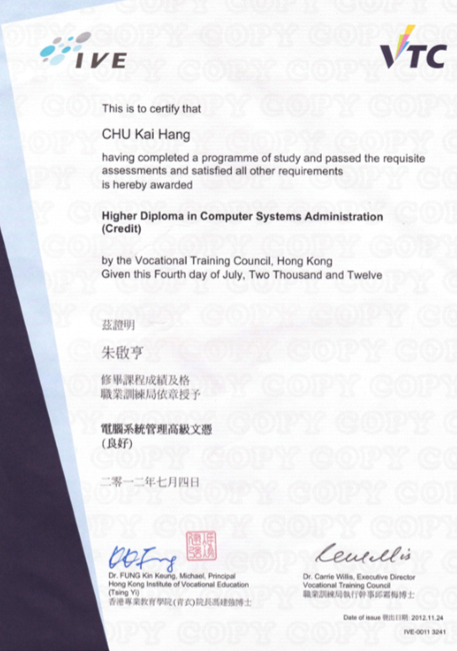 IVE
VTC
This is to certify that
CHU Kai Hang
having completed a programme of study and passed the requisite
assessments and satisfied all other requirements
is hereby awarded
Higher Diploma in Computer Systems Administration
(Credit)
by the Vocational Training Council, Hong Kong
Given this Fourth day of July, Two Thousand and Twelve
茲證明
朱啟亨
修畢課程成績及格
職業訓練局依章授予
電腦系統管理高級文憑
(良好)
二零一二年七月四日
Dr. FUNG Kin Keung, Michael, Principal
Hong Kong Institute of Vocational Education
(Tsing Yi)
香港專業教育學院(青衣)院長馮建強博士
Dr. Carrie Willis, Executive Director
Vocational Training Council
職業訓練局執行幹事邱霜梅博士
Date of issue 發出日期 2012.11.24
IVE-0011 3241
COPY